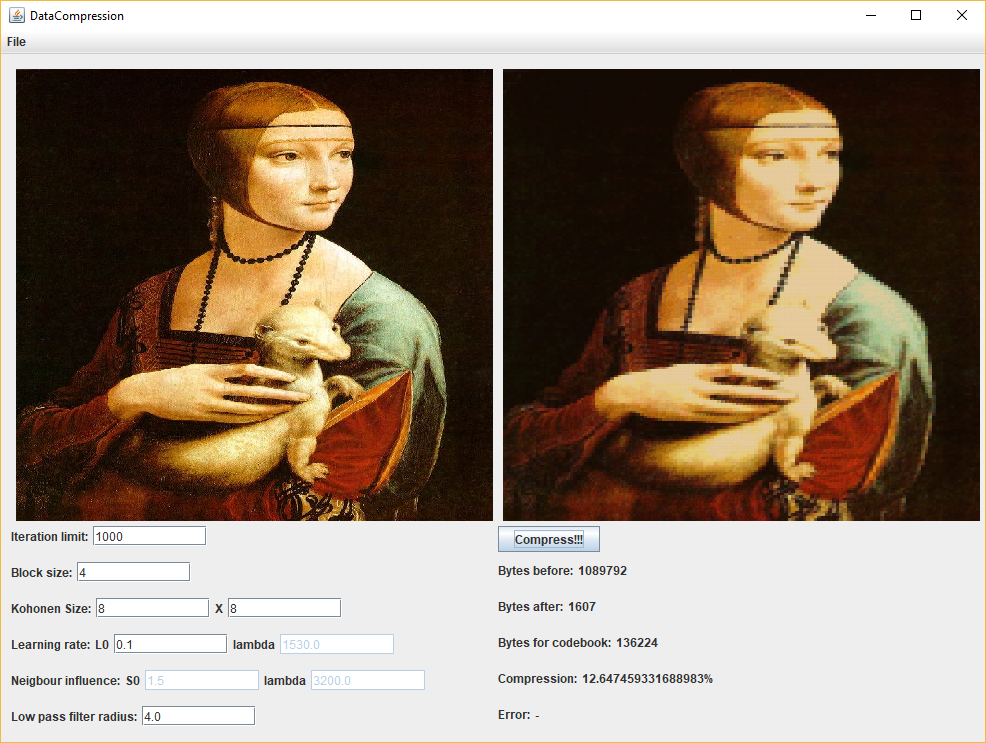 DataCompression
File
Iteration limit: 1000
Block size: 4
Kohonen Size: 8 X 8
Learning rate: L0 0.1 lambda 1530.0
Neigbour influence: S0 1.5 lambda 3200.0
Low pass filter radius: 4.0
Compress!!!
Bytes before: 1089792
Bytes after: 1607
Bytes for codebook: 136224
Compression: 12.647459331688983%
Error: -